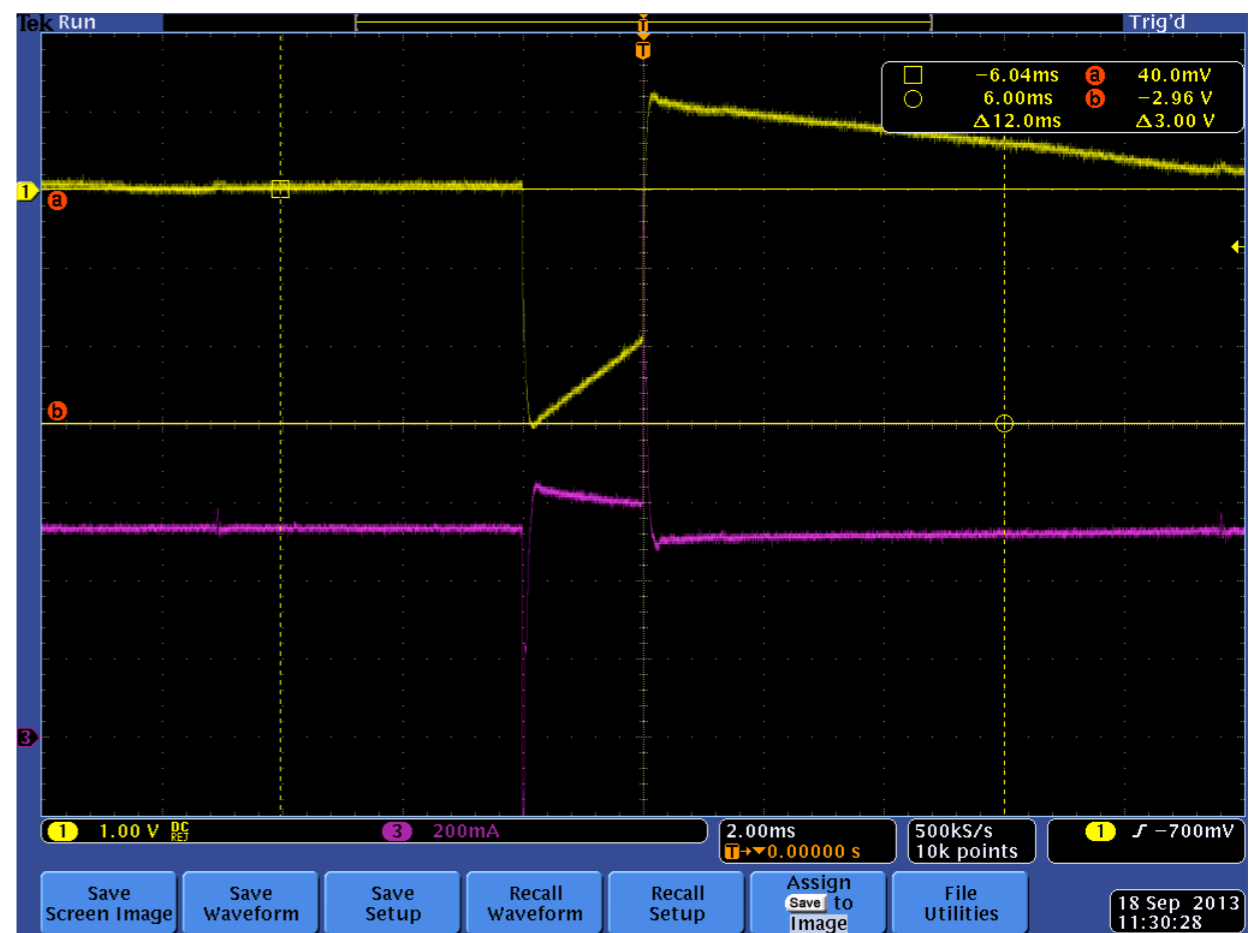 Tek Run Trig'd
T
□ −6.04ms a 40.0mV
○ 6.00ms b −2.96 V
Δ12.0ms Δ3.00 V
1
a
b
3
1 1.00 V DC REJ 3 200mA 2.00ms 500kS/s 1 −700mV
T→▼0.00000 s 10k points
Save Screen Image
Save Waveform
Save Setup
Recall Waveform
Recall Setup
Assign Save to Image
File Utilities
18 Sep 2013
11:30:28